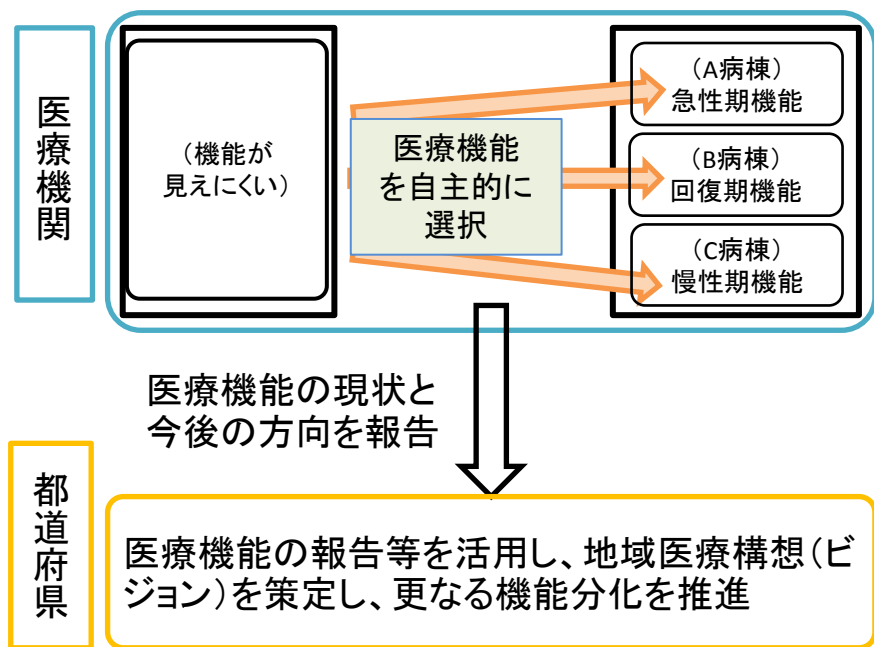 医療機関
(機能が
見えにくい)
医療機能
を自主的に
選択
(A病棟)
急性期機能
(B病棟)
回復期機能
(C病棟)
慢性期機能
医療機能の現状と
今後の方向を報告
都道府県
医療機能の報告等を活用し、地域医療構想(ビ
ジョン)を策定し、更なる機能分化を推進